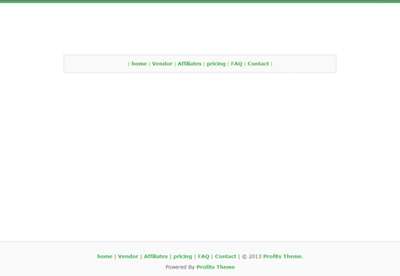 | home | Vendor | Affiliates | pricing | FAQ | Contact |
home | Vendor | Affiliates | pricing | FAQ | Contact | © 2013 Profits Theme.
Powered By Profits Theme